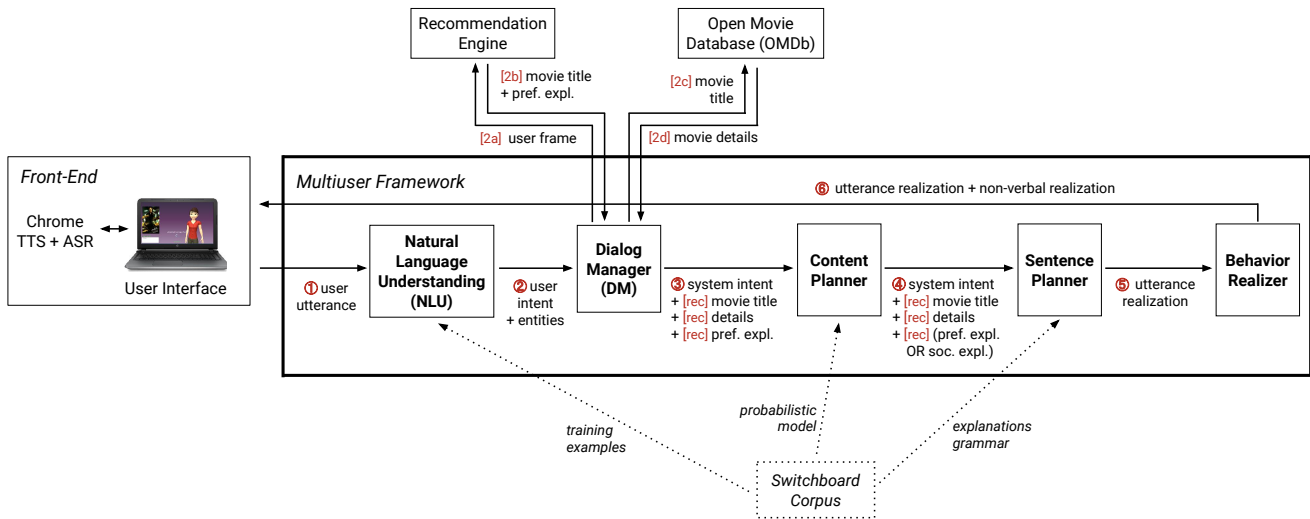 Recommendation
Engine
Open Movie
Database (OMDb)
[2b] movie title
+ pref. expl.
[2c] movie
title
[2a] user frame
[2d] movie details
Front-End
Chrome
TTS + ASR
User Interface
Multiuser Framework
⑥ utterance realization + non-verbal realization
① user
utterance
Natural
Language
Understanding
(NLU)
② user
intent
+ entities
Dialog
Manager
(DM)
③ system intent
+ [rec] movie title
+ [rec] details
+ [rec] pref. expl.
Content
Planner
④ system intent
+ [rec] movie title
+ [rec] details
+ [rec] (pref. expl.
OR soc. expl.)
Sentence
Planner
⑤ utterance
realization
Behavior
Realizer
training
examples
probabilistic
model
explanations
grammar
Switchboard
Corpus